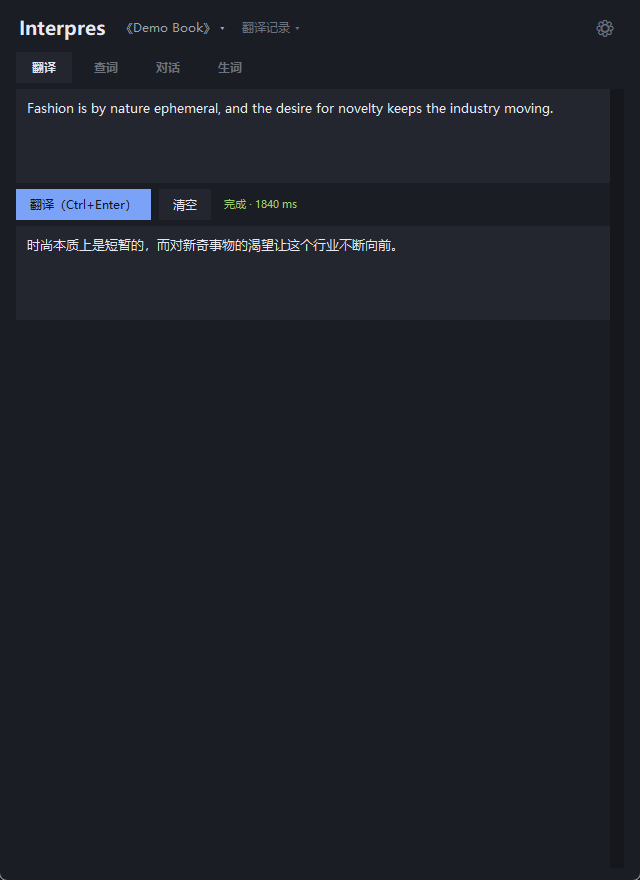 Interpres 《Demo Book》 翻译记录
翻译 查词 对话 生词
Fashion is by nature ephemeral, and the desire for novelty keeps the industry moving.
翻译（Ctrl+Enter） 清空 完成 · 1840 ms
时尚本质上是短暂的，而对新奇事物的渴望让这个行业不断向前。